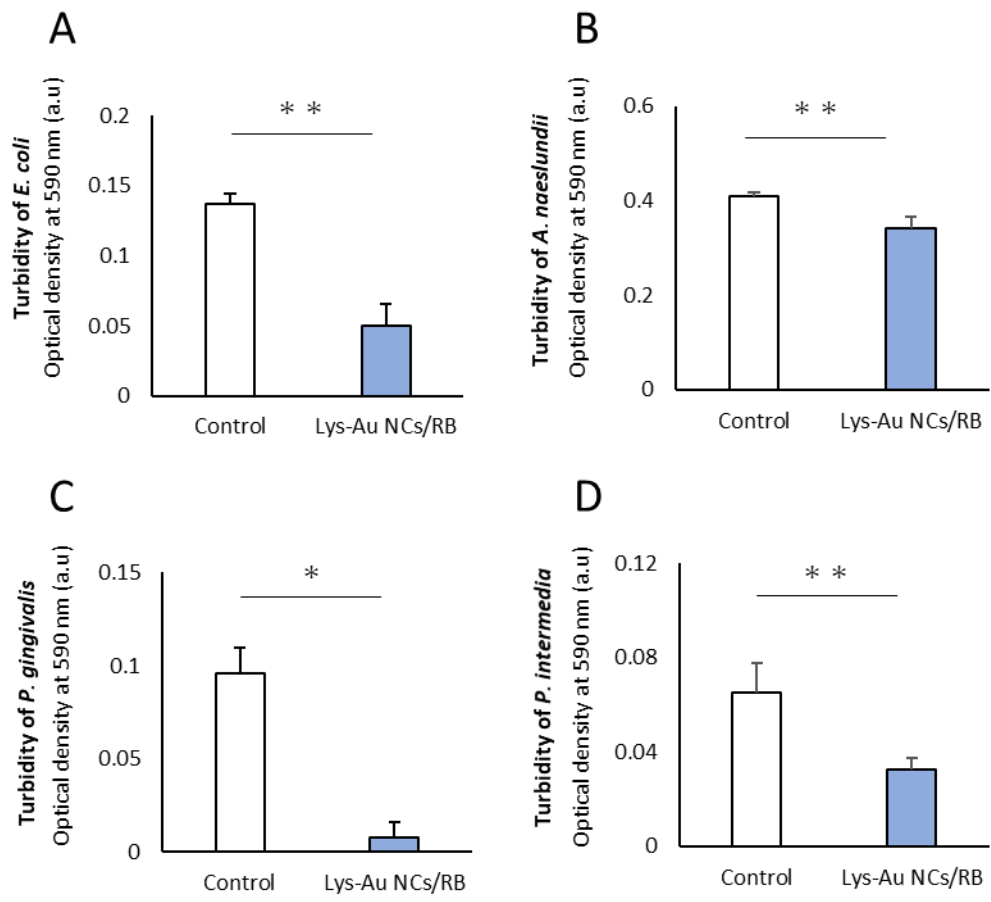 A
Turbidity of E. coli
Optical density at 590 nm (a.u)
0.2
0.15
0.1
0.05
0
* *
Control
Lys-Au NCs/RB
B
Turbidity of A. naeslundii
Optical density at 590 nm (a.u)
0.6
0.4
0.2
0
* *
Control
Lys-Au NCs/RB
C
Turbidity of P. gingivalis
Optical density at 590 nm (a.u)
0.15
0.1
0.05
0
*
Control
Lys-Au NCs/RB
D
Turbidity of P. intermedia
Optical density at 590 nm (a.u)
0.12
0.08
0.04
0
* *
Control
Lys-Au NCs/RB